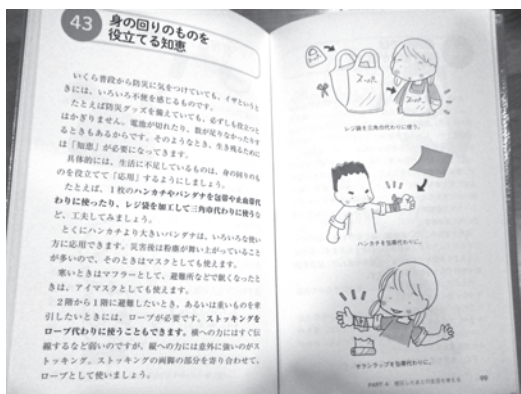 43
身の回りのものを
役立てる知恵
いくら普段から防災に気をつけていても、イザというと
きには、いろいろ不便を感じるものです。
たとえば防災グッズを備えていても、必ずしも役立つと
はかぎりません。電池が切れたり、数が足りなかったりす
るときもあるからです。そのようなとき、生き残るために
は「知恵」が必要になってきます。
具体的には、生活に不足しているものは、身の回りのも
のを役立てて「応用」するようにしましょう。
たとえば、1枚のハンカチやバンダナを包帯や止血帯代
わりに使ったり、レジ袋を加工して三角巾代わりに使うな
ど、工夫してみましょう。
とくにハンカチより大きいバンダナは、いろいろな使い
方に応用できます。災害後は粉塵が舞い上がっていること
が多いので、そのときはマスクとしても使えます。
寒いときはマフラーとして、避難所などで眠くなったと
きは、アイマスクとしても使えます。
2階から1階に避難したいとき、あるいは重いものを牽
引したいときには、ロープが必要です。ストッキングを
ロープ代わりに使うこともできます。横への力にはすぐ伝
線するなど弱いのですが、縦への力には意外に強いのがス
トッキング。ストッキングの両脚の部分を寄り合わせて、
ロープとして使いましょう。
スーパー
レジ袋を三角巾代わりに使う。
ハンカチを包帯代わりに。
サランラップを包帯代わりに。
PART 4
99